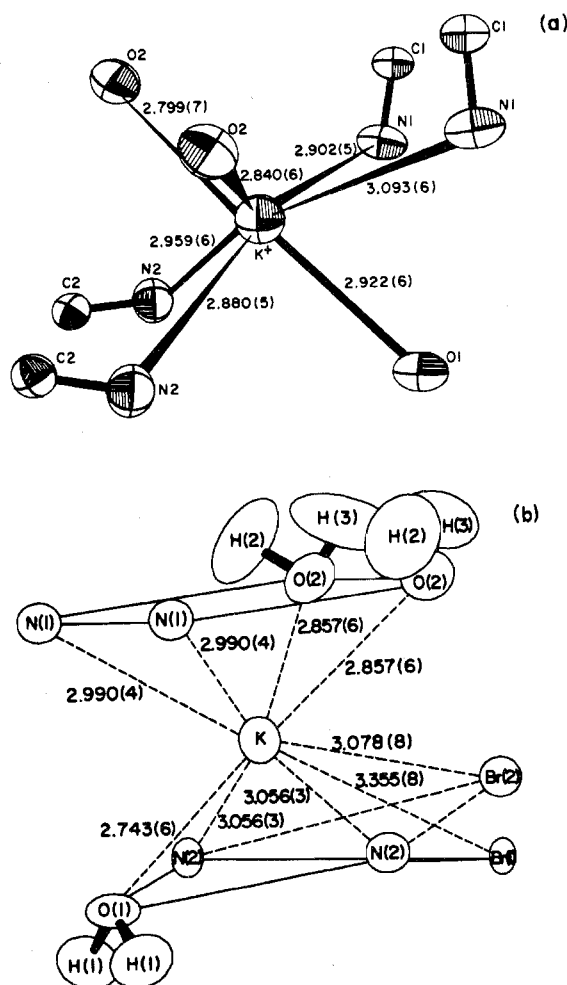 (a)
C1
C1
O2
2.799(7)
O2
N1
N1
2.902(5)
2.840(6)
3.093(6)
K+
2.959(6)
N2
C2
2.880(5)
2.922(6)
C2
N2
O1
(b)
H(3)
H(2)
H(2)
H(3)
O(2)
O(2)
N(1)
N(1)
2.990(4)
2.857(6)
2.857(6)
2.990(4)
K
3.078(8)
3.355(8)
Br(2)
3.056(3)
3.056(3)
2.743(6)
N(2)
N(2)
O(1)
H(1)
H(1)